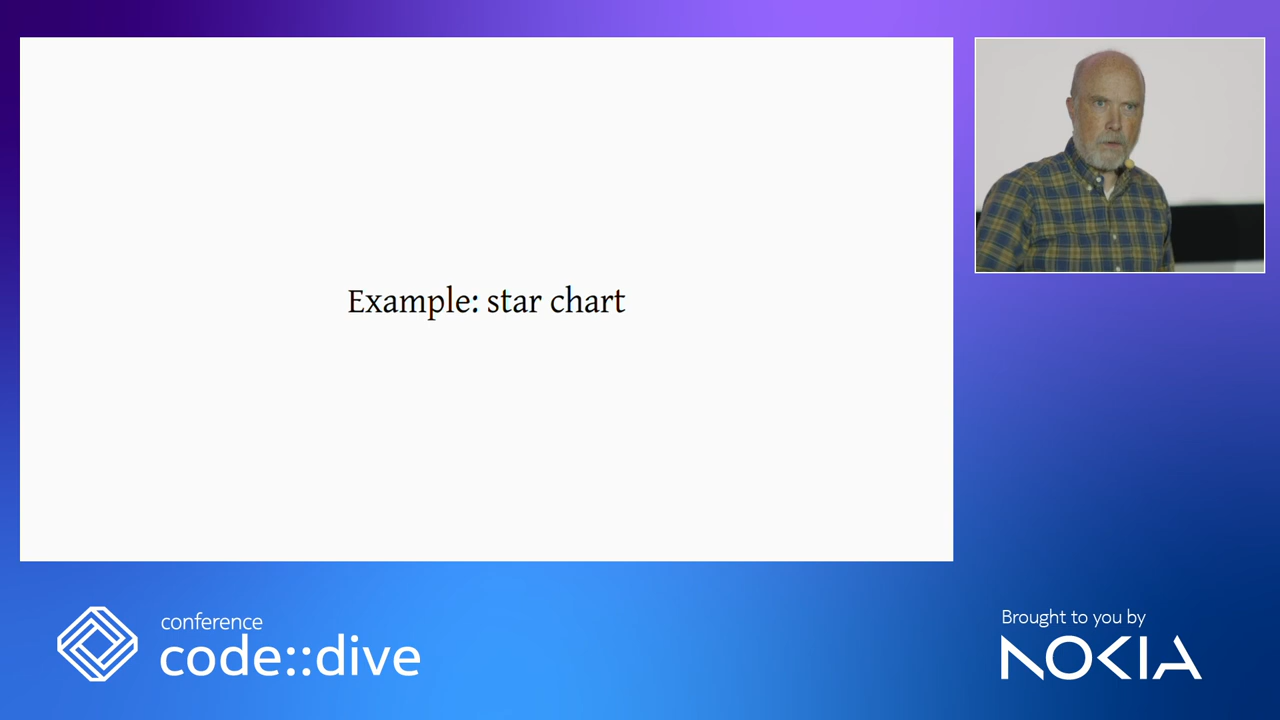 Example: star chart
conference
code::dive
Brought to you by
NOKIA